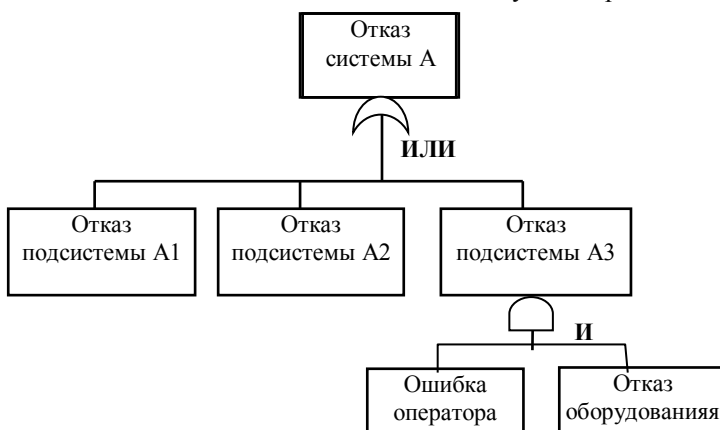 Отказ
системы А
ИЛИ
Отказ
подсистемы А1
Отказ
подсистемы А2
Отказ
подсистемы А3
И
Ошибка
оператора
Отказ
оборудованияя